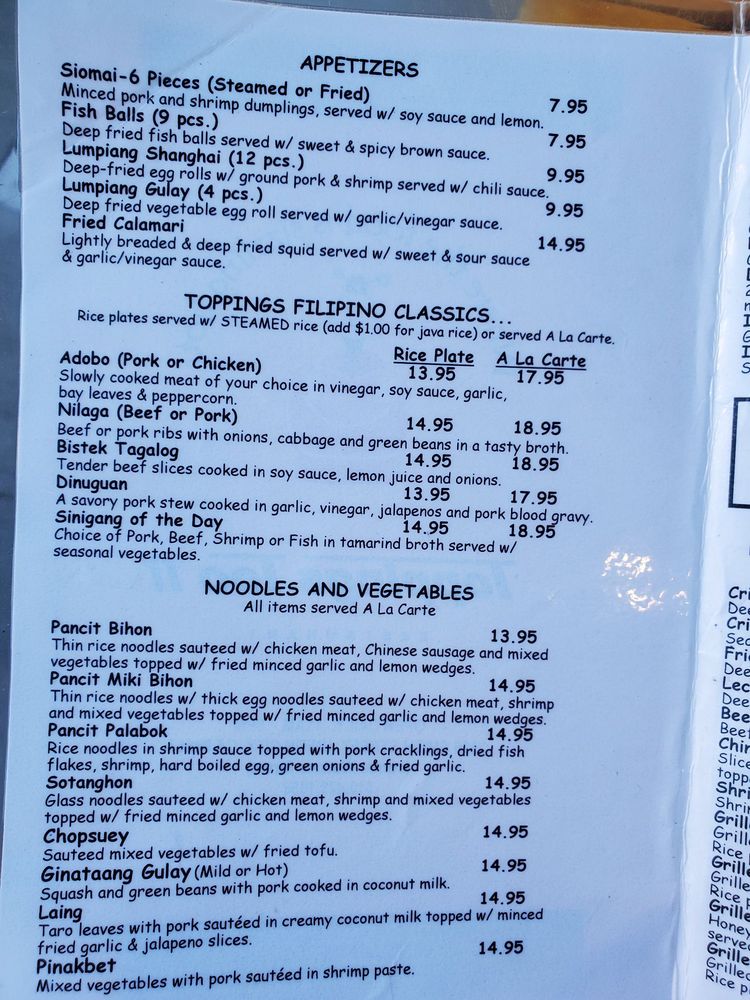 APPETIZERS
Siomai-6 Pieces (Steamed or Fried) 7.95
Minced pork and shrimp dumplings, served w/ soy sauce and lemon.
Fish Balls (9 pcs.) 7.95
Deep fried fish balls served w/ sweet & spicy brown sauce.
Lumpiang Shanghai (12 pcs.) 9.95
Deep-fried egg rolls w/ ground pork & shrimp served w/ chili sauce.
Lumpiang Gulay (4 pcs.) 9.95
Deep fried vegetable egg roll served w/ garlic/vinegar sauce.
Fried Calamari 14.95
Lightly breaded & deep fried squid served w/ sweet & sour sauce
& garlic/vinegar sauce.
TOPPINGS FILIPINO CLASSICS...
Rice plates served w/ STEAMED rice (add $1.00 for java rice) or served A La Carte.
Rice Plate A La Carte
Adobo (Pork or Chicken) 13.95 17.95
Slowly cooked meat of your choice in vinegar, soy sauce, garlic,
bay leaves & peppercorn.
Nilaga (Beef or Pork) 14.95 18.95
Beef or pork ribs with onions, cabbage and green beans in a tasty broth.
Bistek Tagalog 14.95 18.95
Tender beef slices cooked in soy sauce, lemon juice and onions.
Dinuguan 13.95 17.95
A savory pork stew cooked in garlic, vinegar, jalapenos and pork blood gravy.
Sinigang of the Day 14.95 18.95
Choice of Pork, Beef, Shrimp or Fish in tamarind broth served w/
seasonal vegetables.
NOODLES AND VEGETABLES
All items served A La Carte
Pancit Bihon 13.95
Thin rice noodles sauteed w/ chicken meat, Chinese sausage and mixed
vegetables topped w/ fried minced garlic and lemon wedges.
Pancit Miki Bihon 14.95
Thin rice noodles w/ thick egg noodles sauteed w/ chicken meat, shrimp
and mixed vegetables topped w/ fried minced garlic and lemon wedges.
Pancit Palabok 14.95
Rice noodles in shrimp sauce topped with pork cracklings, dried fish
flakes, shrimp, hard boiled egg, green onions & fried garlic.
Sotanghon 14.95
Glass noodles sauteed w/ chicken meat, shrimp and mixed vegetables
topped w/ fried minced garlic and lemon wedges.
Chopsuey 14.95
Sauteed mixed vegetables w/ fried tofu.
Ginataang Gulay (Mild or Hot) 14.95
Squash and green beans with pork cooked in coconut milk.
Laing 14.95
Taro leaves with pork sautéed in creamy coconut milk topped w/ minced
fried garlic & jalapeno slices.
Pinakbet 14.95
Mixed vegetables with pork sautéed in shrimp paste.
Rice
Honey